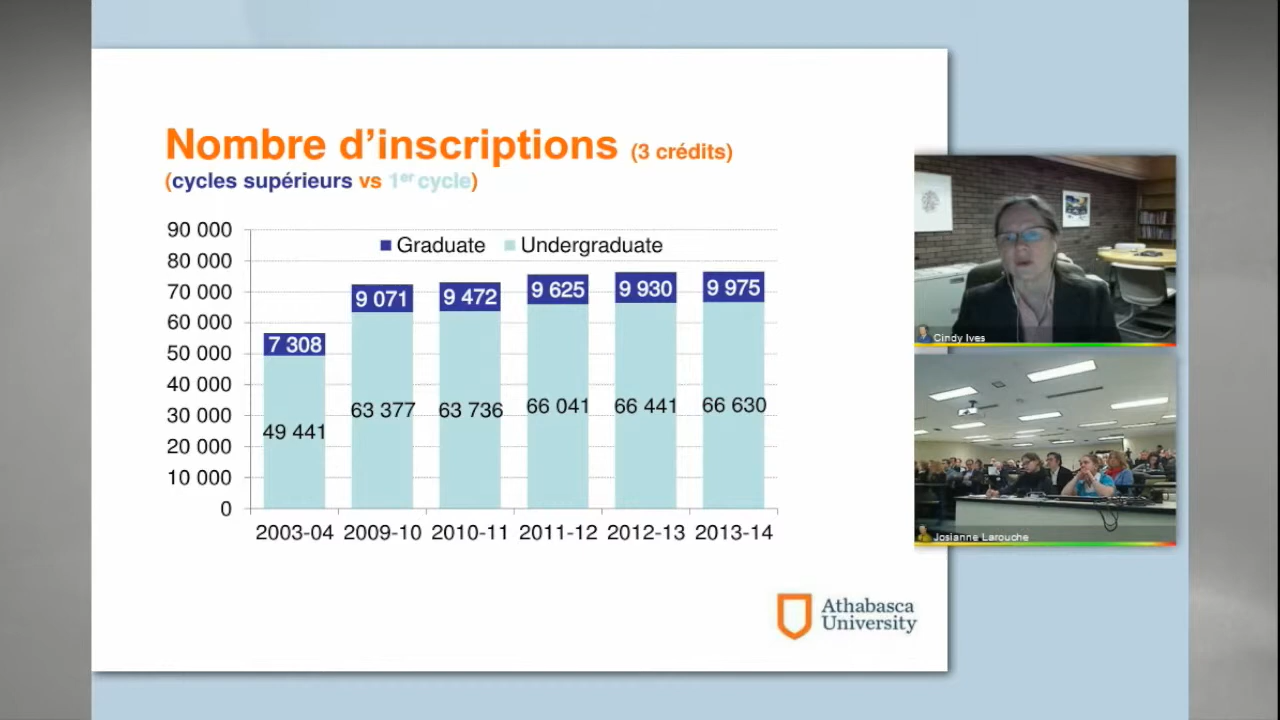 Nombre d’inscriptions (3 crédits)
(cycles supérieurs vs 1er cycle)
90 000
80 000
70 000
60 000
50 000
40 000
30 000
20 000
10 000
0
Graduate Undergraduate
7 308
9 071
9 472
9 625
9 930
9 975
49 441
63 377
63 736
66 041
66 441
66 630
2003-04 2009-10 2010-11 2011-12 2012-13 2013-14
Athabasca
University
Cindy Ives
Josianne Larouche